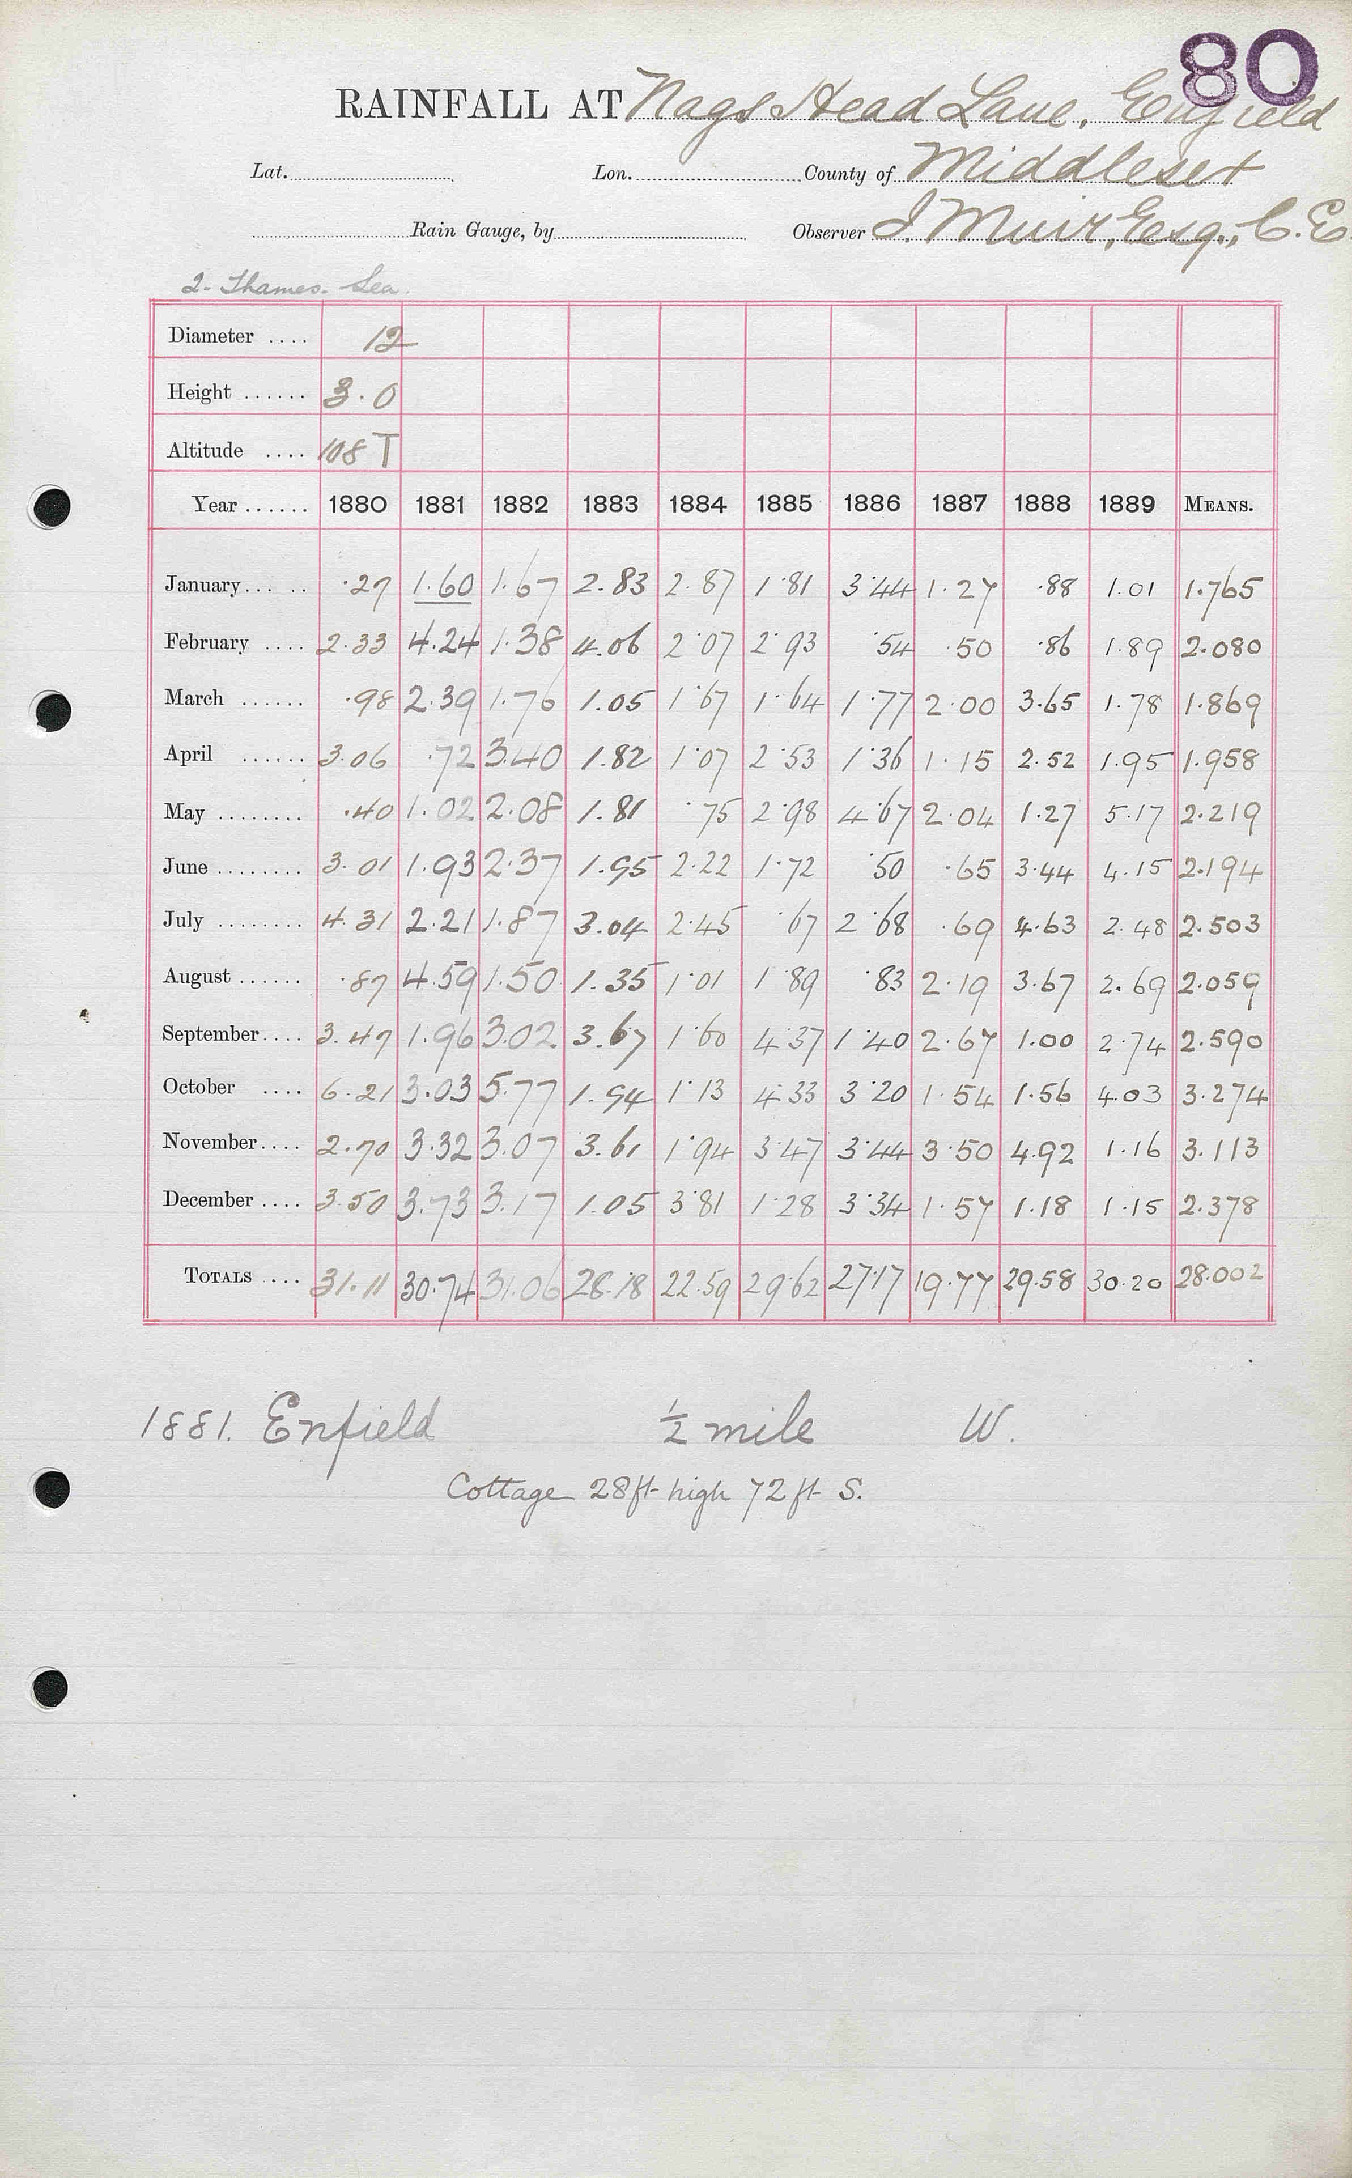 80
RAINFALL AT Nags Head Lane, Enfield
Lat. Lon. County of Middlesex
Rain Gauge, by Observer J. Muir, Esq., C.E.
2. Thames. Lea.
Diameter .... 12
Height ...... 3.0
Altitude .... 108 T
Year ...... 1880 1881 1882 1883 1884 1885 1886 1887 1888 1889 MEANS.
January... .. .27 1.60 1.67 2.83 2.87 1.81 3.44 1.27 .88 1.01 1.765
February .... 2.33 4.24 1.38 4.06 2.07 2.93 .54 .50 .86 1.89 2.080
March ...... .98 2.39 1.76 1.05 1.67 1.64 1.77 2.00 3.65 1.78 1.869
April ...... 3.06 .72 3.40 1.82 1.07 2.53 1.36 1.15 2.52 1.95 1.958
May ........ .40 1.02 2.08 1.81 .75 2.98 4.67 2.04 1.27 5.17 2.219
June ........ 3.01 1.93 2.37 1.95 2.22 1.72 .50 .65 3.44 4.15 2.194
July ........ 4.31 2.21 1.87 3.04 2.45 .67 2.68 .69 4.63 2.48 2.503
August ...... .87 4.59 1.50 1.35 1.01 1.89 .83 2.19 3.67 2.69 2.059
September.... 3.47 1.96 3.02 3.67 1.60 4.37 1.40 2.67 1.00 2.74 2.590
October .... 6.21 3.03 5.77 1.94 1.13 4.33 3.20 1.54 1.56 4.03 3.274
November.... 2.70 3.32 3.07 3.61 1.94 3.47 3.44 3.50 4.92 1.16 3.113
December .... 3.50 3.73 3.17 1.05 3.81 1.28 3.34 1.57 1.18 1.15 2.378
TOTALS .... 31.11 30.74 31.06 28.18 22.59 29.62 27.17 19.77 29.58 30.20 28.002
1881. Enfield ½ mile W.
Cottage 28 ft high 72 ft S.